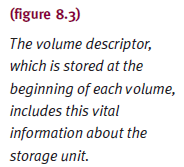 (figure 8.3)
The volume descriptor,
which is stored at the
beginning of each volume,
includes this vital
information about the
storage unit.